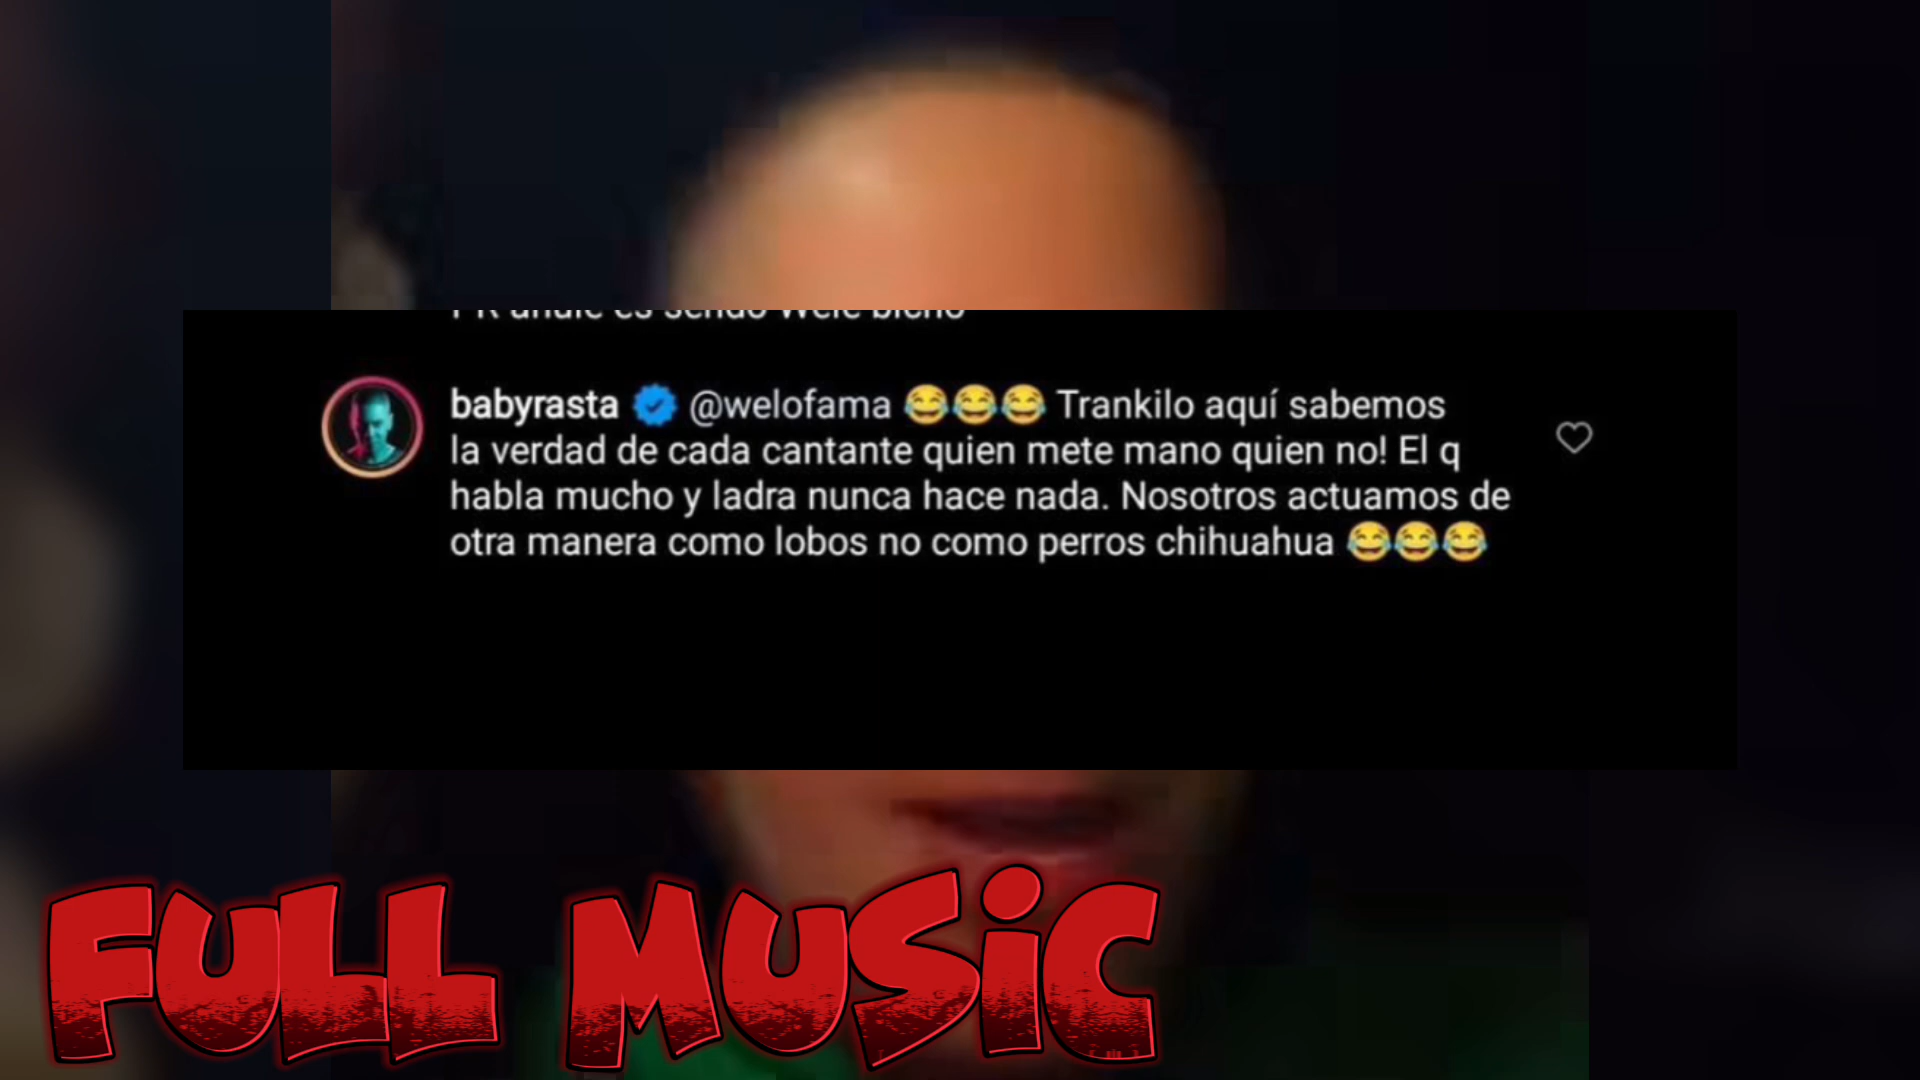 babyrasta @welofama 😂😂😂 Trankilo aquí sabemos
la verdad de cada cantante quien mete mano quien no! El q
habla mucho y ladra nunca hace nada. Nosotros actuamos de
otra manera como lobos no como perros chihuahua 😂😂😂
FULL MUSiC